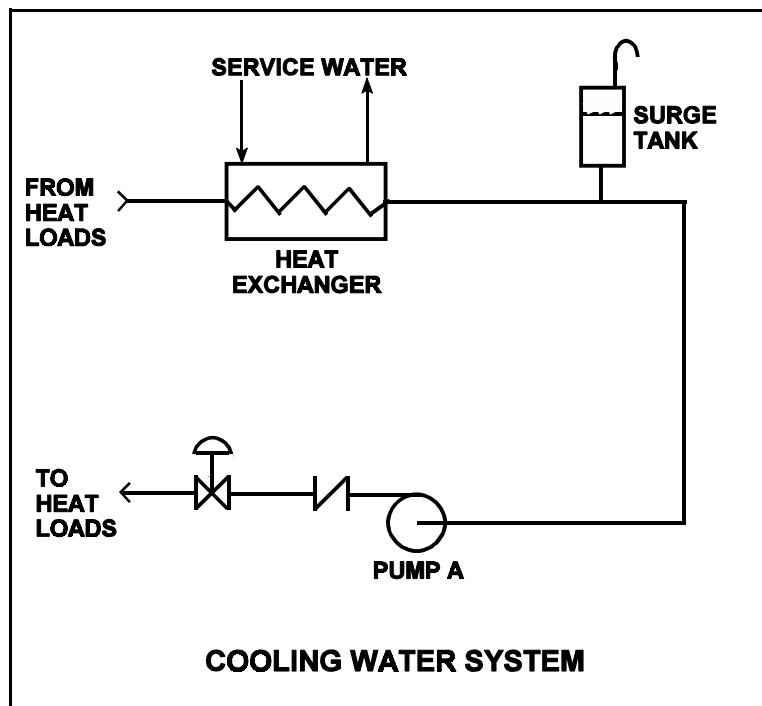 SERVICE WATER
SURGE
TANK
FROM
HEAT
LOADS
HEAT
EXCHANGER
TO
HEAT
LOADS
PUMP A
COOLING WATER SYSTEM